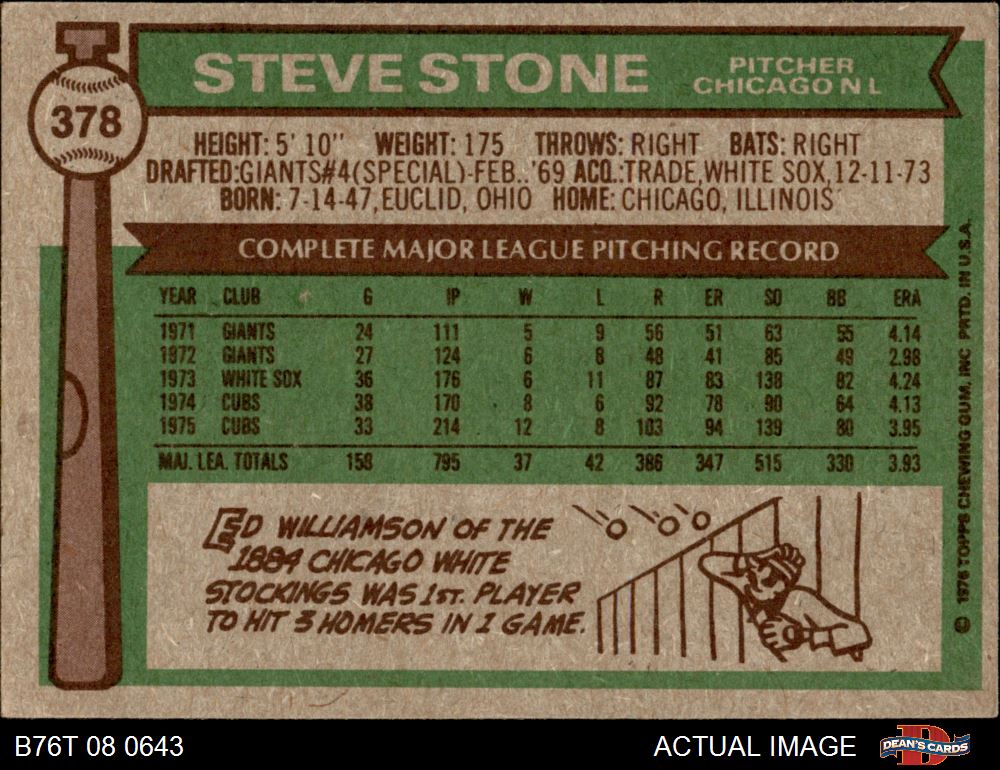 STEVE STONE
PITCHER
CHICAGO N L
378
HEIGHT: 5' 10" WEIGHT: 175 THROWS: RIGHT BATS: RIGHT
DRAFTED:GIANTS#4(SPECIAL)-FEB.. '69 ACQ.:TRADE,WHITE SOX,12-11-73
BORN: 7-14-47,EUCLID, OHIO HOME: CHICAGO, ILLINOIS
COMPLETE MAJOR LEAGUE PITCHING RECORD
YEAR CLUB G IP W L R ER SO BB ERA
1971 GIANTS 24 111 5 9 56 51 63 55 4.14
1972 GIANTS 27 124 6 8 48 41 85 49 2.98
1973 WHITE SOX 36 176 6 11 87 83 138 82 4.24
1974 CUBS 38 170 8 6 92 78 90 64 4.13
1975 CUBS 33 214 12 8 103 94 139 80 3.95
MAJ. LEA. TOTALS 158 795 37 42 386 347 515 330 3.93
ED WILLIAMSON OF THE
1884 CHICAGO WHITE
STOCKINGS WAS 1ST. PLAYER
TO HIT 3 HOMERS IN 1 GAME.
© 1976 TOPPS CHEWING GUM, INC PRTD. IN U.S.A.
B76T 08 0643
ACTUAL IMAGE
DEAN'S CARDS